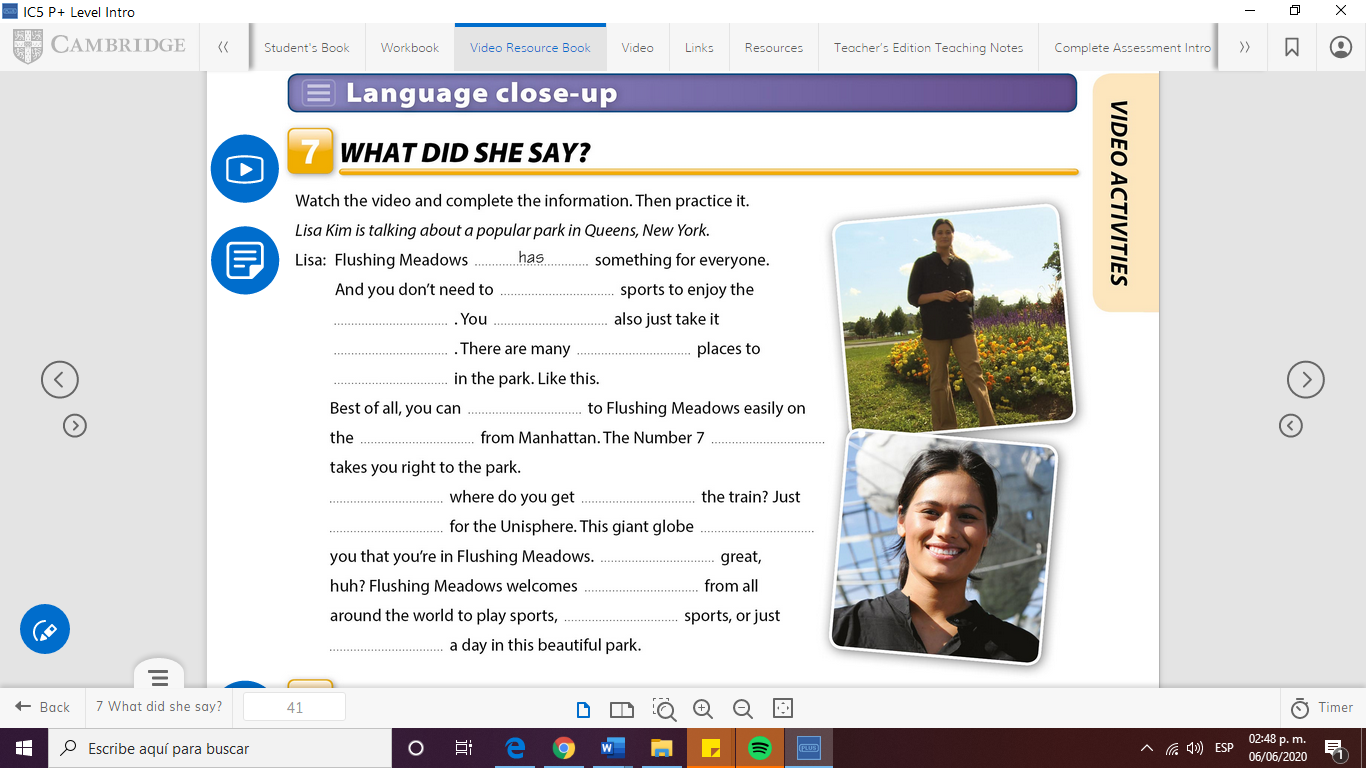 IC5 P+ Level Intro
CAMBRIDGE
Student's Book
Workbook
Video Resource Book
Video
Links
Resources
Teacher's Edition Teaching Notes
Complete Assessment Intro
Language close-up
7 WHAT DID SHE SAY?
VIDEO ACTIVITIES
Watch the video and complete the information. Then practice it.
Lisa Kim is talking about a popular park in Queens, New York.
Lisa: Flushing Meadows has something for everyone.
And you don't need to ........................ sports to enjoy the
........................ . You ........................ also just take it
........................ . There are many ........................ places to
........................ in the park. Like this.
Best of all, you can ........................ to Flushing Meadows easily on
the ........................ from Manhattan. The Number 7 ........................
takes you right to the park.
........................ where do you get ........................ the train? Just
........................ for the Unisphere. This giant globe ........................
you that you're in Flushing Meadows. ........................ great,
huh? Flushing Meadows welcomes ........................ from all
around the world to play sports, ........................ sports, or just
........................ a day in this beautiful park.
Back
7 What did she say?
41
Timer
Escribe aquí para buscar
PLUS
ESP
02:48 p. m.
06/06/2020
1